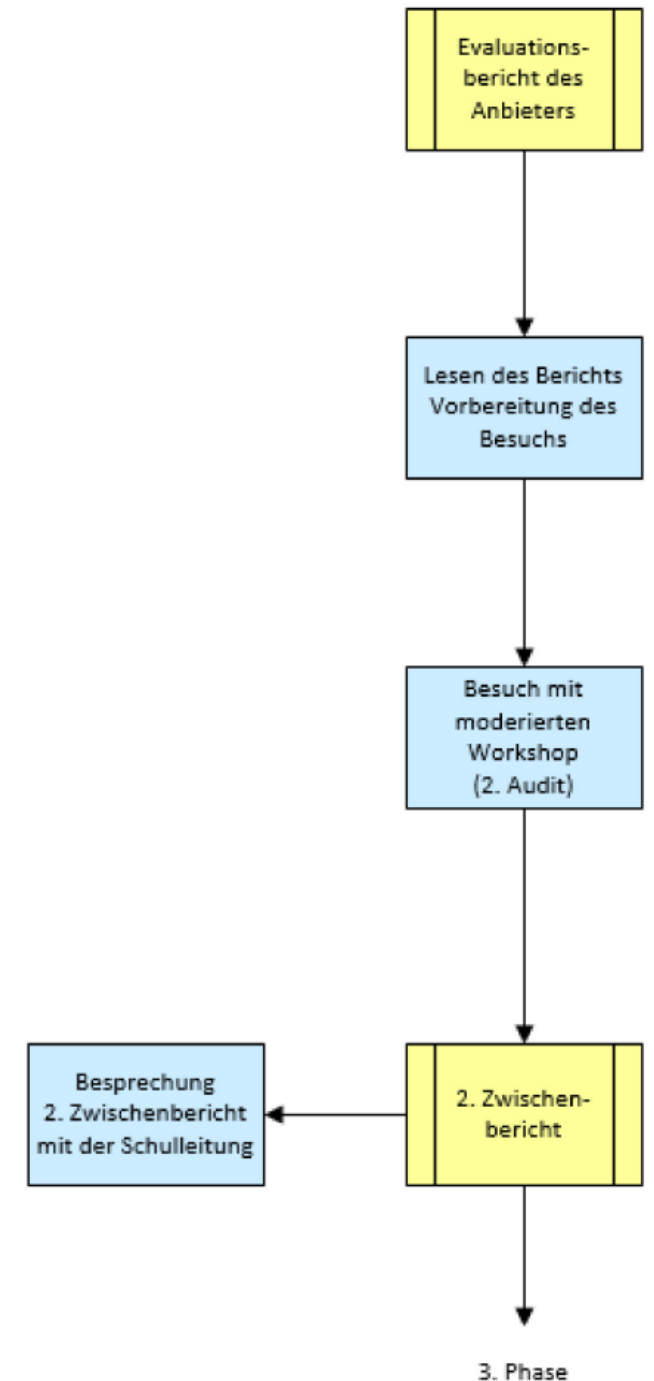 Evaluations-
bericht des
Anbieters
Lesen des Berichts
Vorbereitung des
Besuchs
Besuch mit
moderierten
Workshop
(2. Audit)
Besprechung
2. Zwischenbericht
mit der Schulleitung
2. Zwischen-
bericht
3. Phase